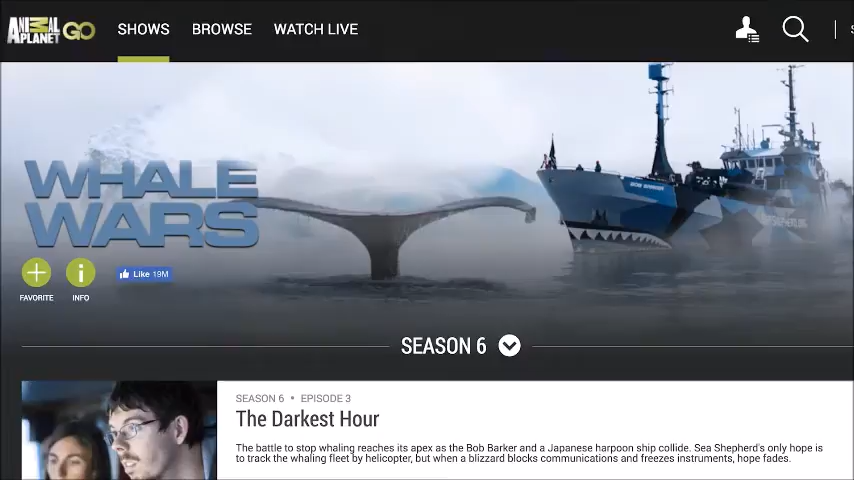 ANIMAL PLANET GO
SHOWS BROWSE WATCH LIVE
WHALE
WARS
BOB BARKER
FAVORITE INFO Like 19M
SEASON 6
SEASON 6 • EPISODE 3
The Darkest Hour
The battle to stop whaling reaches its apex as the Bob Barker and a Japanese harpoon ship collide. Sea Shepherd's only hope is
to track the whaling fleet by helicopter, but when a blizzard blocks communications and freezes instruments, hope fades.